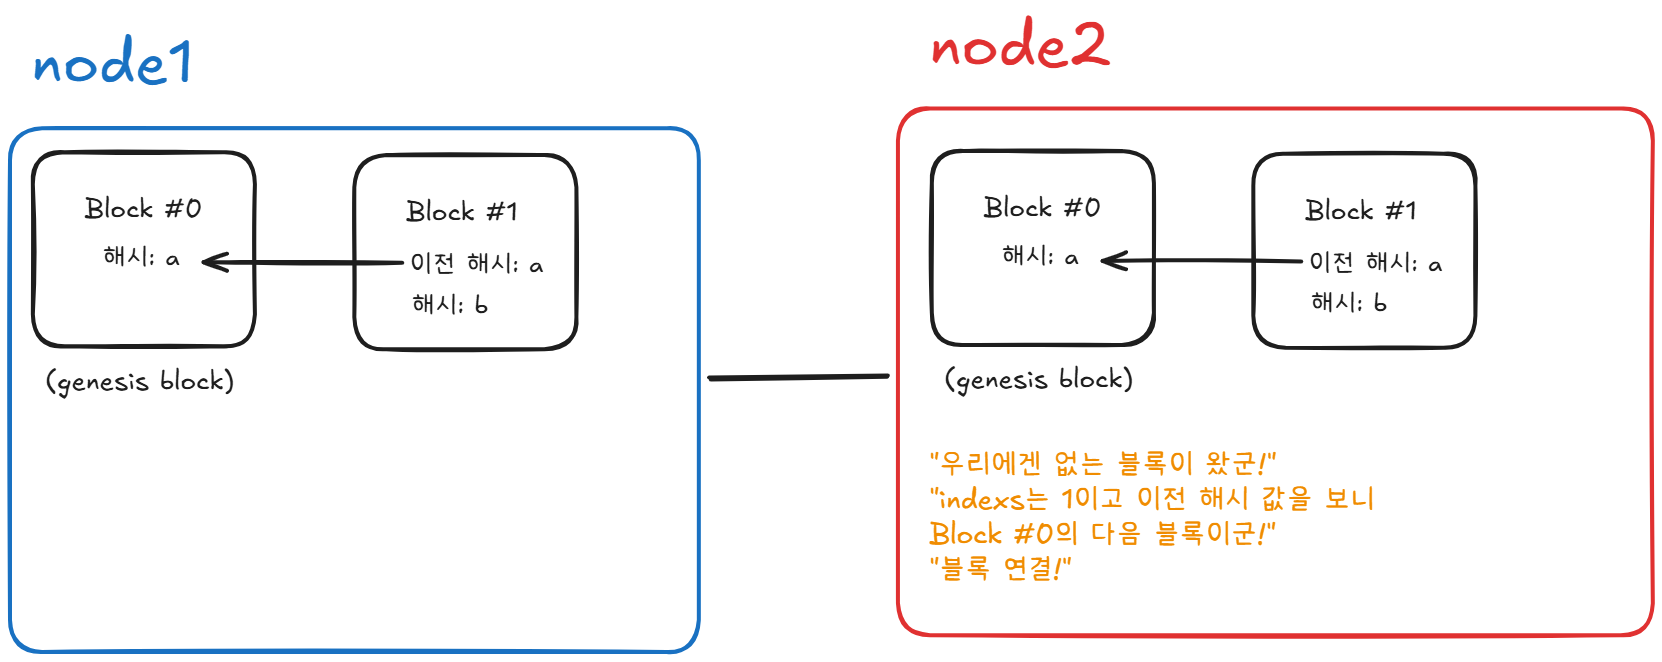 node1
Block #0
해시: a
(genesis block)
Block #1
이전 해시: a
해시: b
node2
Block #0
해시: a
(genesis block)
Block #1
이전 해시: a
해시: b
"우리에겐 없는 블록이 왔군!"
"indexs는 1이고 이전 해시 값을 보니
Block #0의 다음 블록이군!"
"블록 연결!"